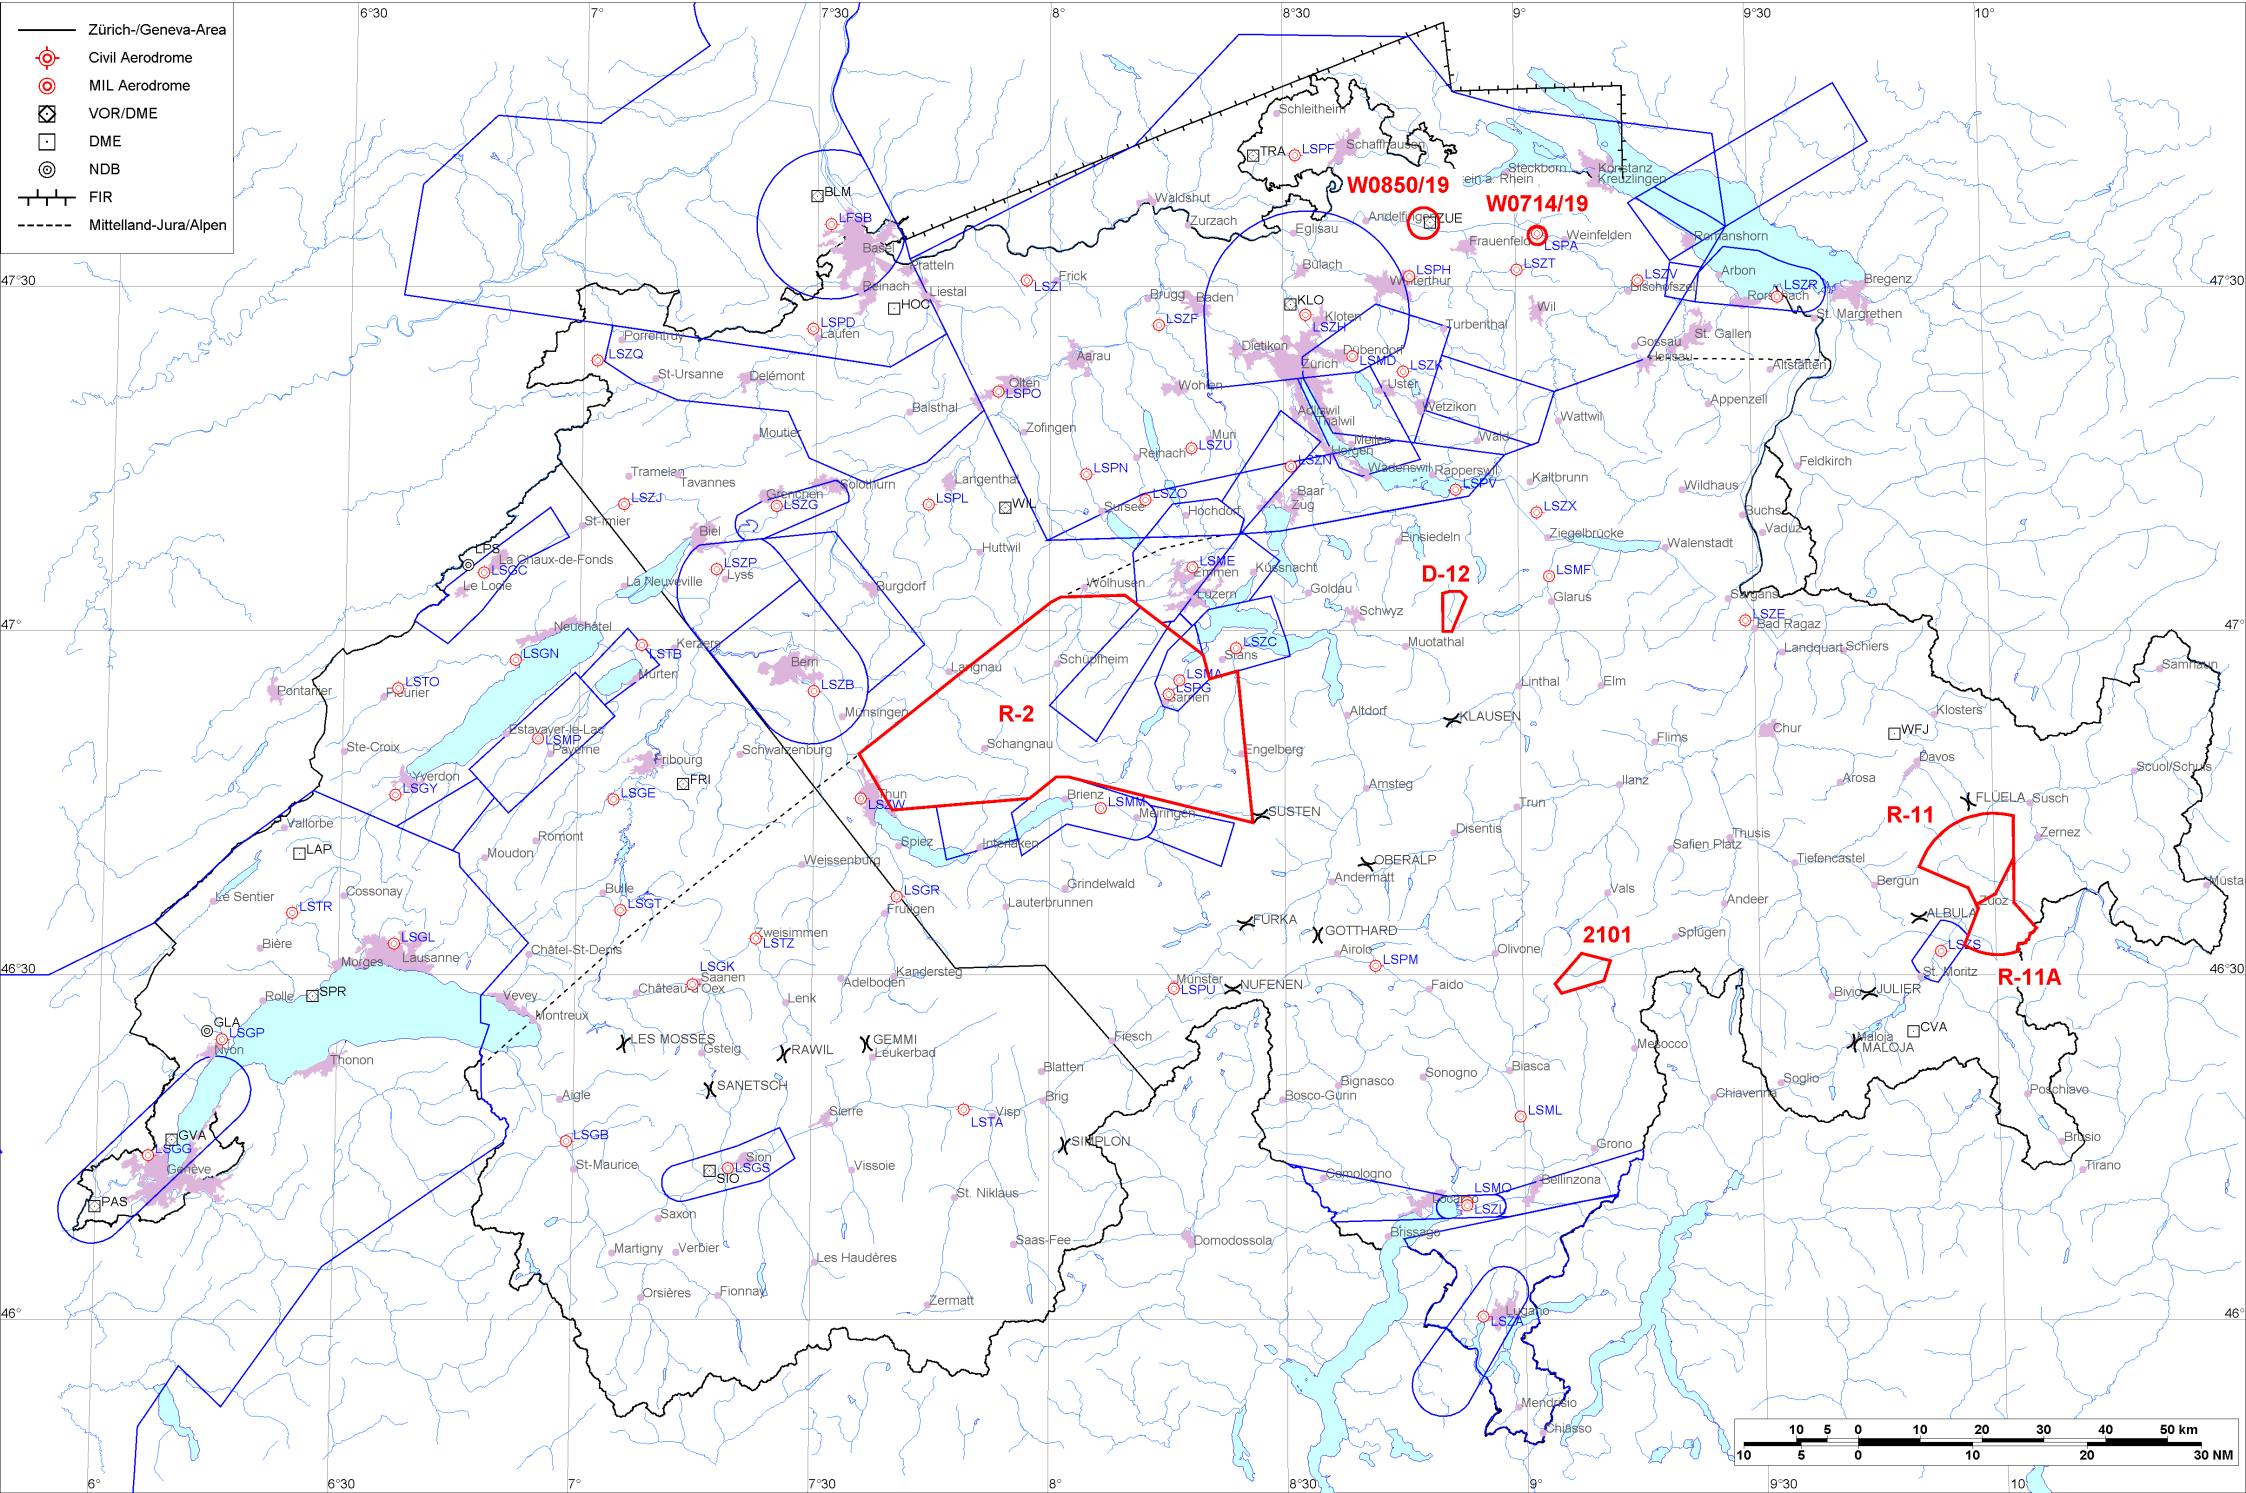 6°30
7°
7°30
8°
8°30
9°
9°30
10°
Zürich-/Geneva-Area
Civil Aerodrome
MIL Aerodrome
VOR/DME
DME
NDB
FIR
Mittelland-Jura/Alpen
Schleitheim
TRA
LSPF
Schaffhausen
Steckborn
Konstanz
Kreuzlingen
ein a. Rhein
W0850/19
W0714/19
BLM
LFSB
Basel
Waldshut
Zurzach
Eglisau
Andelfingen
ZUE
Frauenfeld
LSPA
Weinfelden
Romanshorn
Pratteln
Reinach
Liestal
HOC
LSZI
Frick
Bülach
LSPH
Winterthur
LSZT
LSZV
Bischofszell
Arbon
LSZR
Rorschach
Bregenz
St. Margrethen
47°30
47°30
LSPD
Laufen
Brugg
Baden
LSZF
KLO
Kloten
LSZH
Turbenthal
Wil
Gossau
St. Gallen
Herisau
Altstätten
Porrentruy
LSZQ
St-Ursanne
Delémont
Aarau
Dietikon
Zürich
Dübendorf
LSMD
LSZK
Uster
Wohlen
Olten
LSPO
Balsthal
Zofingen
Adliswil
Thalwil
Wetzikon
Wattwil
Appenzell
Moutier
Muri
LSZU
Reinach
Meilen
Horgen
Wald
Tramelan
Tavannes
LSPN
LSZN
Wädenswil
Rapperswil
LSPV
Kaltbrunn
Wildhaus
Feldkirch
LSZJ
Grenchen
LSZG
Solothurn
Langenthal
LSPL
WIL
LSZO
Sursee
Hochdorf
Baar
Zug
LSZX
Ziegelbrücke
Buchs
Vaduz
St-Imier
Biel
Einsiedeln
Walenstadt
LPS
La Chaux-de-Fonds
LSGC
Le Locle
La Neuveville
LSZP
Lyss
Burgdorf
Huttwil
Wolhusen
LSME
Emmen
Luzern
Küssnacht
Goldau
Schwyz
D-12
LSMF
Glarus
Sargans
LSZE
Bad Ragaz
47°
47°
Neuchâtel
LSGN
LSTB
Kerzers
Murten
Bern
LSZB
Langnau
Schüpfheim
LSZC
Stans
Muotathal
Landquart
Schiers
Samnaun
LSTO
Fleurier
Pontarlier
LSMA
LSPG
Sarnen
Linthal
Elm
Altdorf
KLAUSEN
Klosters
R-2
Münsingen
Estavayer-le-Lac
LSMP
Payerne
Ste-Croix
Schwarzenburg
Schangnau
Engelberg
Flims
Chur
WFJ
Davos
Scuol/Schuls
Yverdon
LSGY
Fribourg
FRI
LSGE
Thun
LSZW
Brienz
LSMM
Meiringen
Amsteg
SUSTEN
Trun
Ilanz
Arosa
FLUELA
Susch
R-11
Zernez
Vallorbe
LAP
Romont
Moudon
Spiez
Interlaken
Disentis
Safien Platz
Thusis
Tiefencastel
Weissenburg
OBERALP
Andermatt
Grindelwald
Bergün
Müstair
Le Sentier
Cossonay
LSTR
Bulle
LSGT
LSGR
Frutigen
Lauterbrunnen
FURKA
GOTTHARD
Vals
Andeer
Zuoz
ALBULA
Bière
LSGL
Lausanne
Morges
Châtel-St-Denis
Zweisimmen
LSTZ
Airolo
Olivone
2101
Splügen
LSZS
St. Moritz
R-11A
46°30
46°30
LSGK
Saanen
Château-d'Oex
Kandersteg
Adelboden
Münster
LSPU
NUFENEN
LSPM
Faido
Bivio
JULIER
Rolle
SPR
Vevey
Montreux
Lenk
GLA
LSGP
Nyon
Thonon
LES MOSSES
Gsteig
RAWIL
GEMMI
Leukerbad
Fiesch
Mesocco
Maloja
MALOJA
CVA
SANETSCH
Blatten
Brig
Bignasco
Sonogno
Biasca
Bosco-Gurin
Chiavenna
Soglio
Poschiavo
Aigle
Sierre
LSTA
Visp
LSML
LSGB
SIMPLON
Grono
Brusio
Tirano
GVA
LSGG
Genève
PAS
St-Maurice
Sion
LSGS
SIO
Vissoie
St. Niklaus
Comologno
LSMO
Locarno
LSZL
Bellinzona
Saxon
Martigny
Verbier
Les Haudères
Saas-Fee
Domodossola
Brissago
Orsières
Fionnay
Zermatt
46°
46°
Lugano
LSZA
Mendrisio
Chiasso
10 5 0 10 20 30 40 50 km
10 5 0 10 20 30 NM
6°
6°30
7°
7°30
8°
8°30
9°
9°30
10°